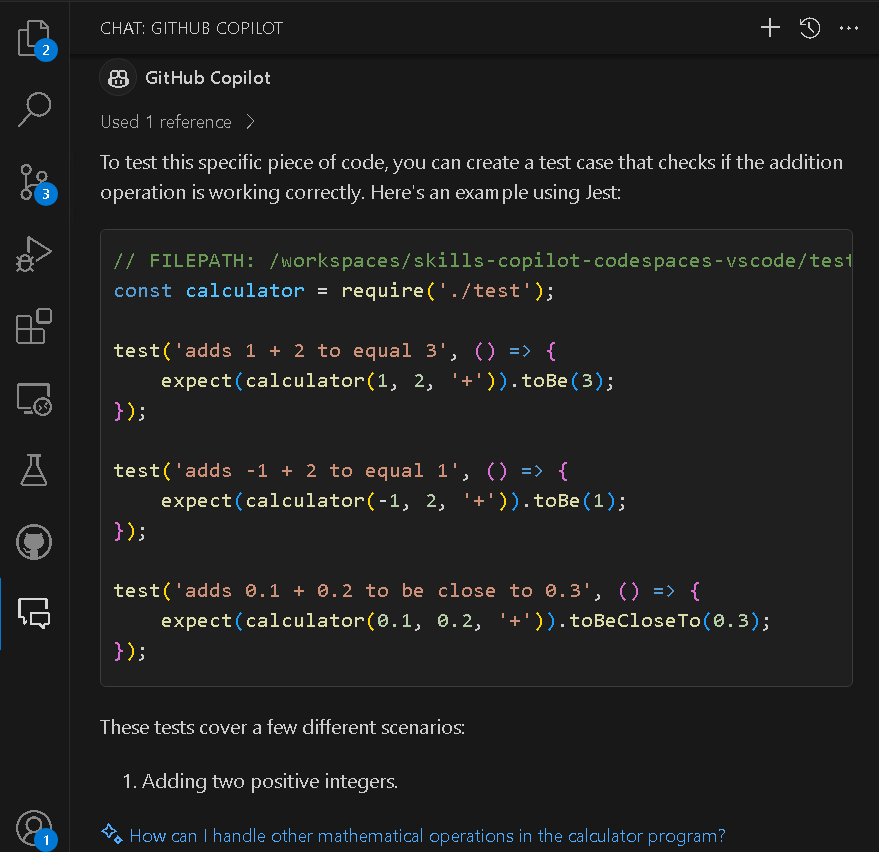 CHAT: GITHUB COPILOT
2
GitHub Copilot
Used 1 reference
To test this specific piece of code, you can create a test case that checks if the addition
operation is working correctly. Here's an example using Jest:
3
// FILEPATH: /workspaces/skills-copilot-codespaces-vscode/test
const calculator = require('./test');
test('adds 1 + 2 to equal 3', () => {
    expect(calculator(1, 2, '+')).toBe(3);
});
test('adds -1 + 2 to equal 1', () => {
    expect(calculator(-1, 2, '+')).toBe(1);
});
test('adds 0.1 + 0.2 to be close to 0.3', () => {
    expect(calculator(0.1, 0.2, '+')).toBeCloseTo(0.3);
});
These tests cover a few different scenarios:
1. Adding two positive integers.
How can I handle other mathematical operations in the calculator program?
1